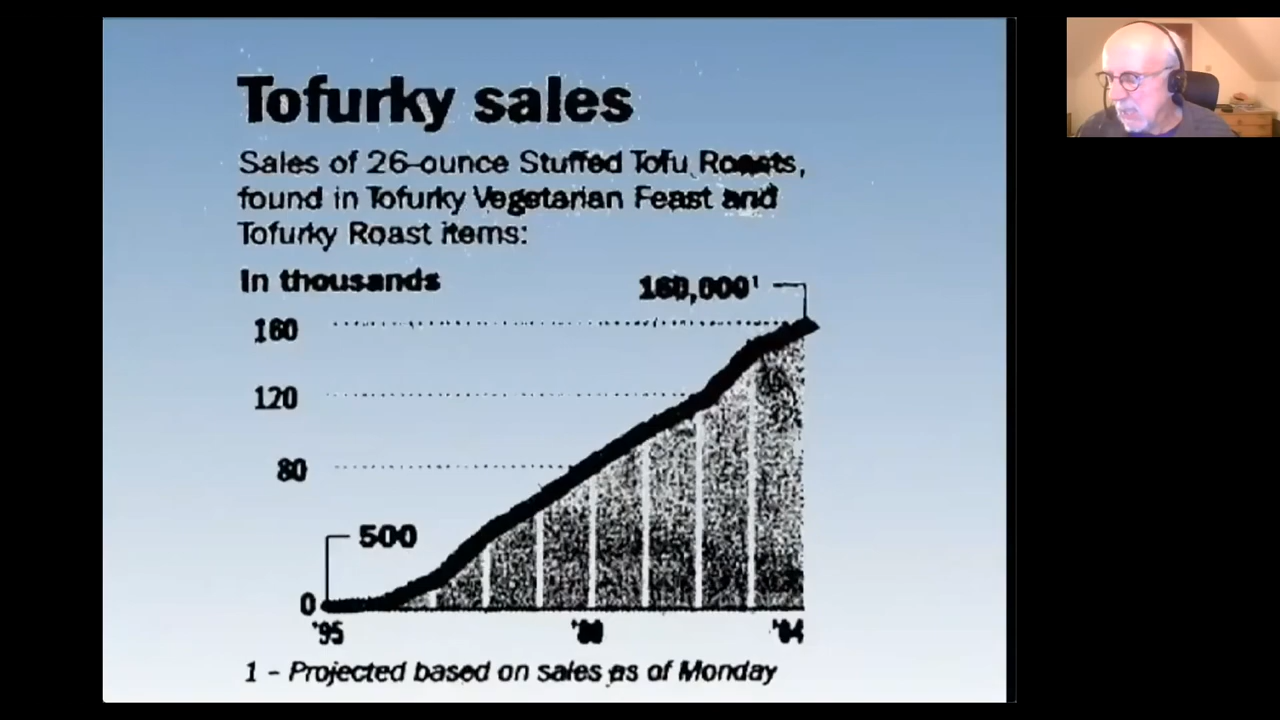 Tofurky sales
Sales of 26-ounce Stuffed Tofu Roasts,
found in Tofurky Vegetarian Feast and
Tofurky Roast items:
In thousands
160,000¹
160
120
80
500
0
'95
'00
'04
1 - Projected based on sales as of Monday